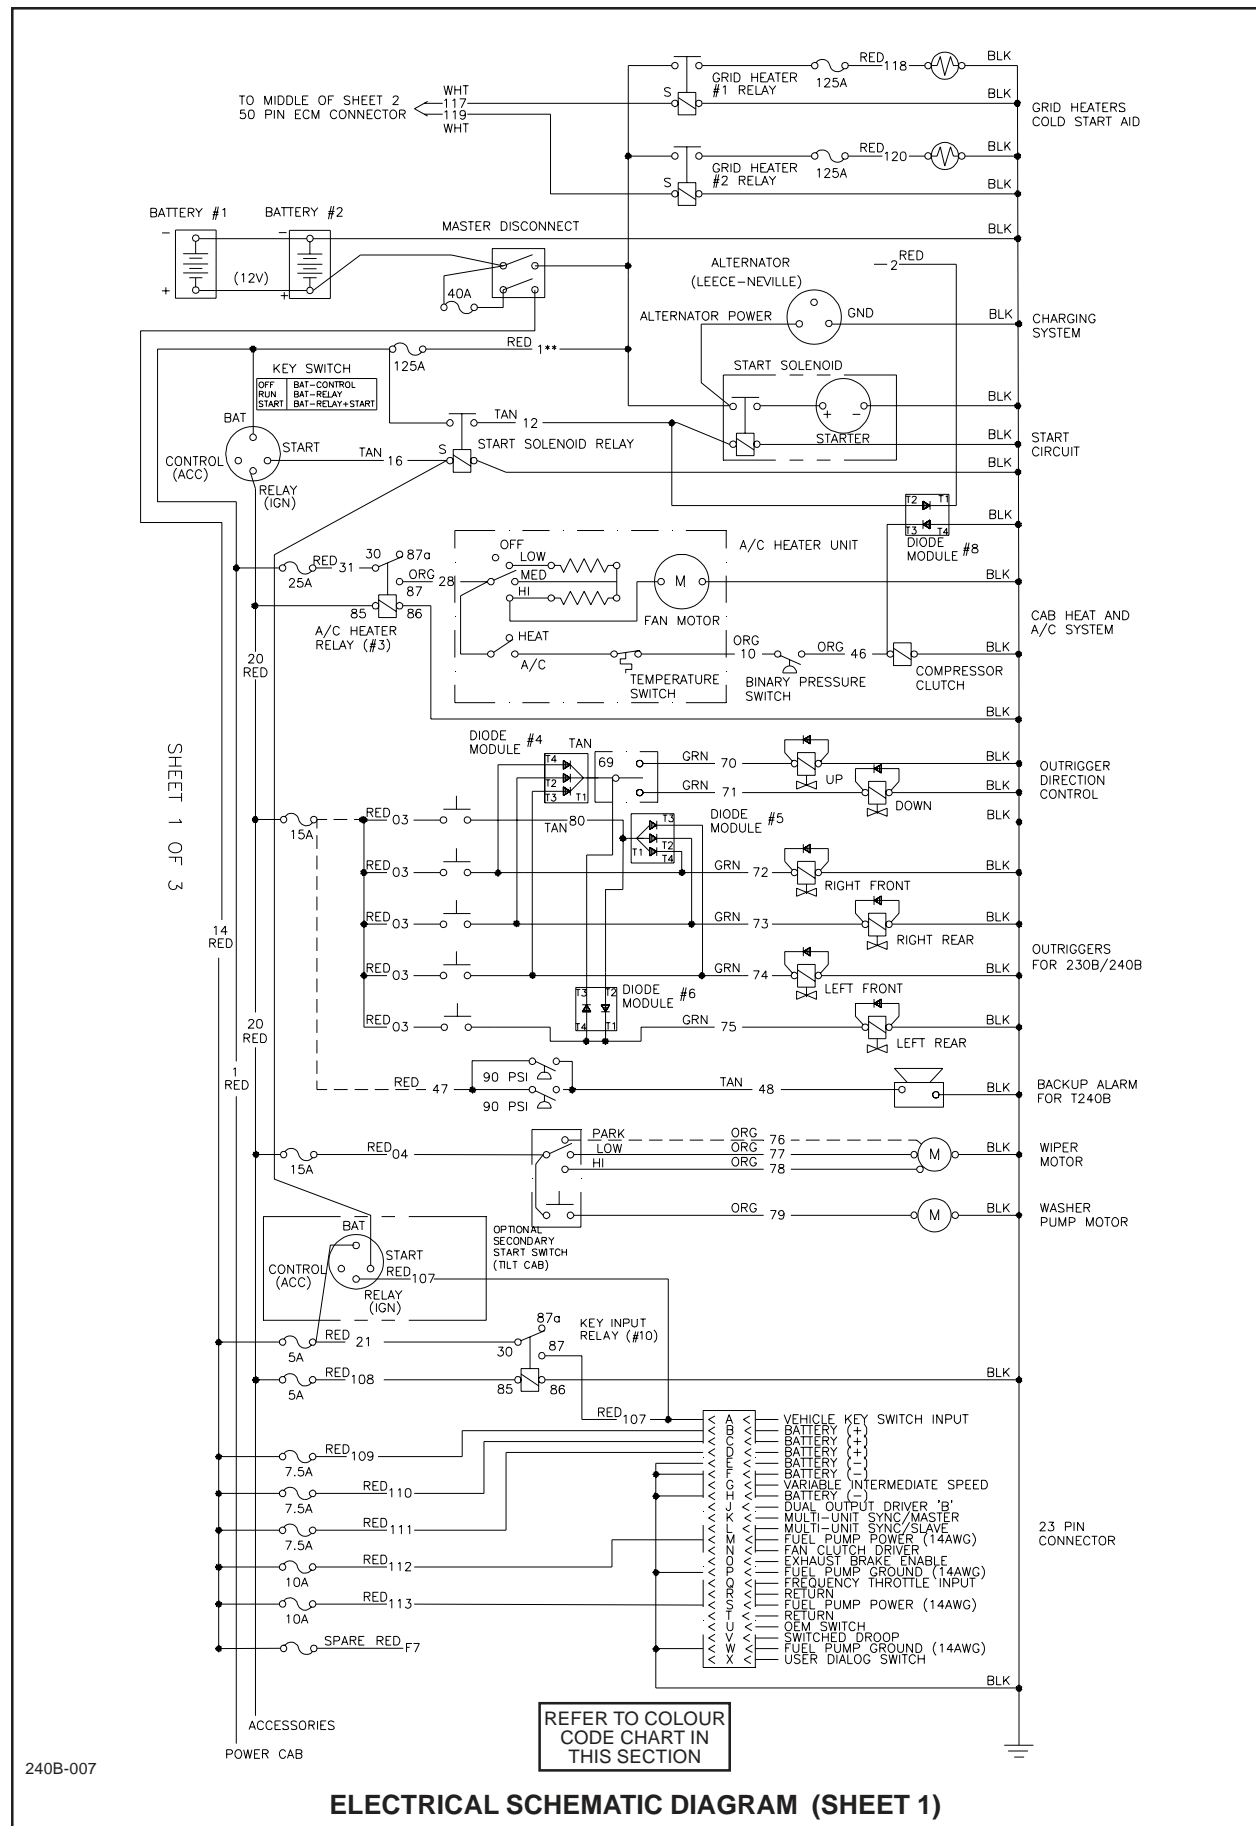 BLK
RED 118
125A
GRID HEATER
#1 RELAY
S
WHT
117
119
WHT
TO MIDDLE OF SHEET 2
50 PIN ECM CONNECTOR
BLK
GRID HEATERS
COLD START AID
BLK
RED 120
125A
GRID HEATER
#2 RELAY
S
BLK
BATTERY #1
BATTERY #2
MASTER DISCONNECT
BLK
-
-
(12V)
+
+
40A
ALTERNATOR
(LEECE-NEVILLE)
2 RED
ALTERNATOR POWER
GND
BLK
CHARGING
SYSTEM
RED 1**
125A
KEY SWITCH
OFF BAT-CONTROL
RUN BAT-RELAY
START BAT-RELAY+START
START SOLENOID
BLK
+ -
STARTER
BAT
START
CONTROL
(ACC)
RELAY
(IGN)
TAN 12
START SOLENOID RELAY
TAN 16
S
BLK
START
CIRCUIT
BLK
T2 T1
T3 T4
DIODE
MODULE #8
BLK
A/C HEATER UNIT
RED 31
25A
30
87a
87
ORG 28
85
86
A/C HEATER
RELAY (#3)
OFF
LOW
MED
HI
M
FAN MOTOR
BLK
HEAT
A/C
TEMPERATURE
SWITCH
ORG
10
BINARY PRESSURE
SWITCH
ORG 46
COMPRESSOR
CLUTCH
BLK
CAB HEAT AND
A/C SYSTEM
20
RED
BLK
SHEET 1 OF 3
DIODE
MODULE #4
TAN
T4
T2
T3 T1
69
GRN 70
UP
BLK
GRN 71
DOWN
BLK
OUTRIGGER
DIRECTION
CONTROL
15A
RED 03
TAN 80
T3
T1 T2
T4
DIODE
MODULE #5
BLK
RED 03
GRN 72
RIGHT FRONT
BLK
14
RED
RED 03
GRN 73
RIGHT REAR
BLK
OUTRIGGERS
FOR 230B/240B
RED 03
GRN 74
LEFT FRONT
BLK
T3 T2
T4 T1
DIODE
MODULE #6
20
RED
RED 03
GRN 75
LEFT REAR
BLK
1
RED
RED 47
90 PSI
90 PSI
TAN 48
BLK
BACKUP ALARM
FOR T240B
15A
RED 04
PARK
LOW
HI
ORG 76
ORG 77
ORG 78
M
BLK
WIPER
MOTOR
ORG 79
M
BLK
WASHER
PUMP MOTOR
OPTIONAL
SECONDARY
START SWITCH
(TILT CAB)
BAT
START
CONTROL
(ACC)
RED 107
RELAY
(IGN)
RED 21
5A
87a
30
87
KEY INPUT
RELAY (#10)
RED 108
5A
85
86
BLK
RED 107
< A < VEHICLE KEY SWITCH INPUT
< B < BATTERY (+)
< C < BATTERY (+)
< D < BATTERY (+)
< E < BATTERY (-)
< F < BATTERY (-)
< G < VARIABLE INTERMEDIATE SPEED
< H < BATTERY (-)
< J < DUAL OUTPUT DRIVER 'B'
< K < MULTI-UNIT SYNC/MASTER
< L < MULTI-UNIT SYNC/SLAVE
< M < FUEL PUMP POWER (14AWG)
< N < FAN CLUTCH DRIVER
< O < EXHAUST BRAKE ENABLE
< P < FUEL PUMP GROUND (14AWG)
< Q < FREQUENCY THROTTLE INPUT
< R < RETURN
< S < FUEL PUMP POWER (14AWG)
< T < RETURN
< U < OEM SWITCH
< V < SWITCHED DROOP
< W < FUEL PUMP GROUND (14AWG)
< X < USER DIALOG SWITCH
RED 109
7.5A
RED 110
7.5A
RED 111
7.5A
RED 112
10A
RED 113
10A
SPARE RED F7
23 PIN
CONNECTOR
BLK
ACCESSORIES
POWER CAB
REFER TO COLOUR
CODE CHART IN
THIS SECTION
240B-007
ELECTRICAL SCHEMATIC DIAGRAM (SHEET 1)